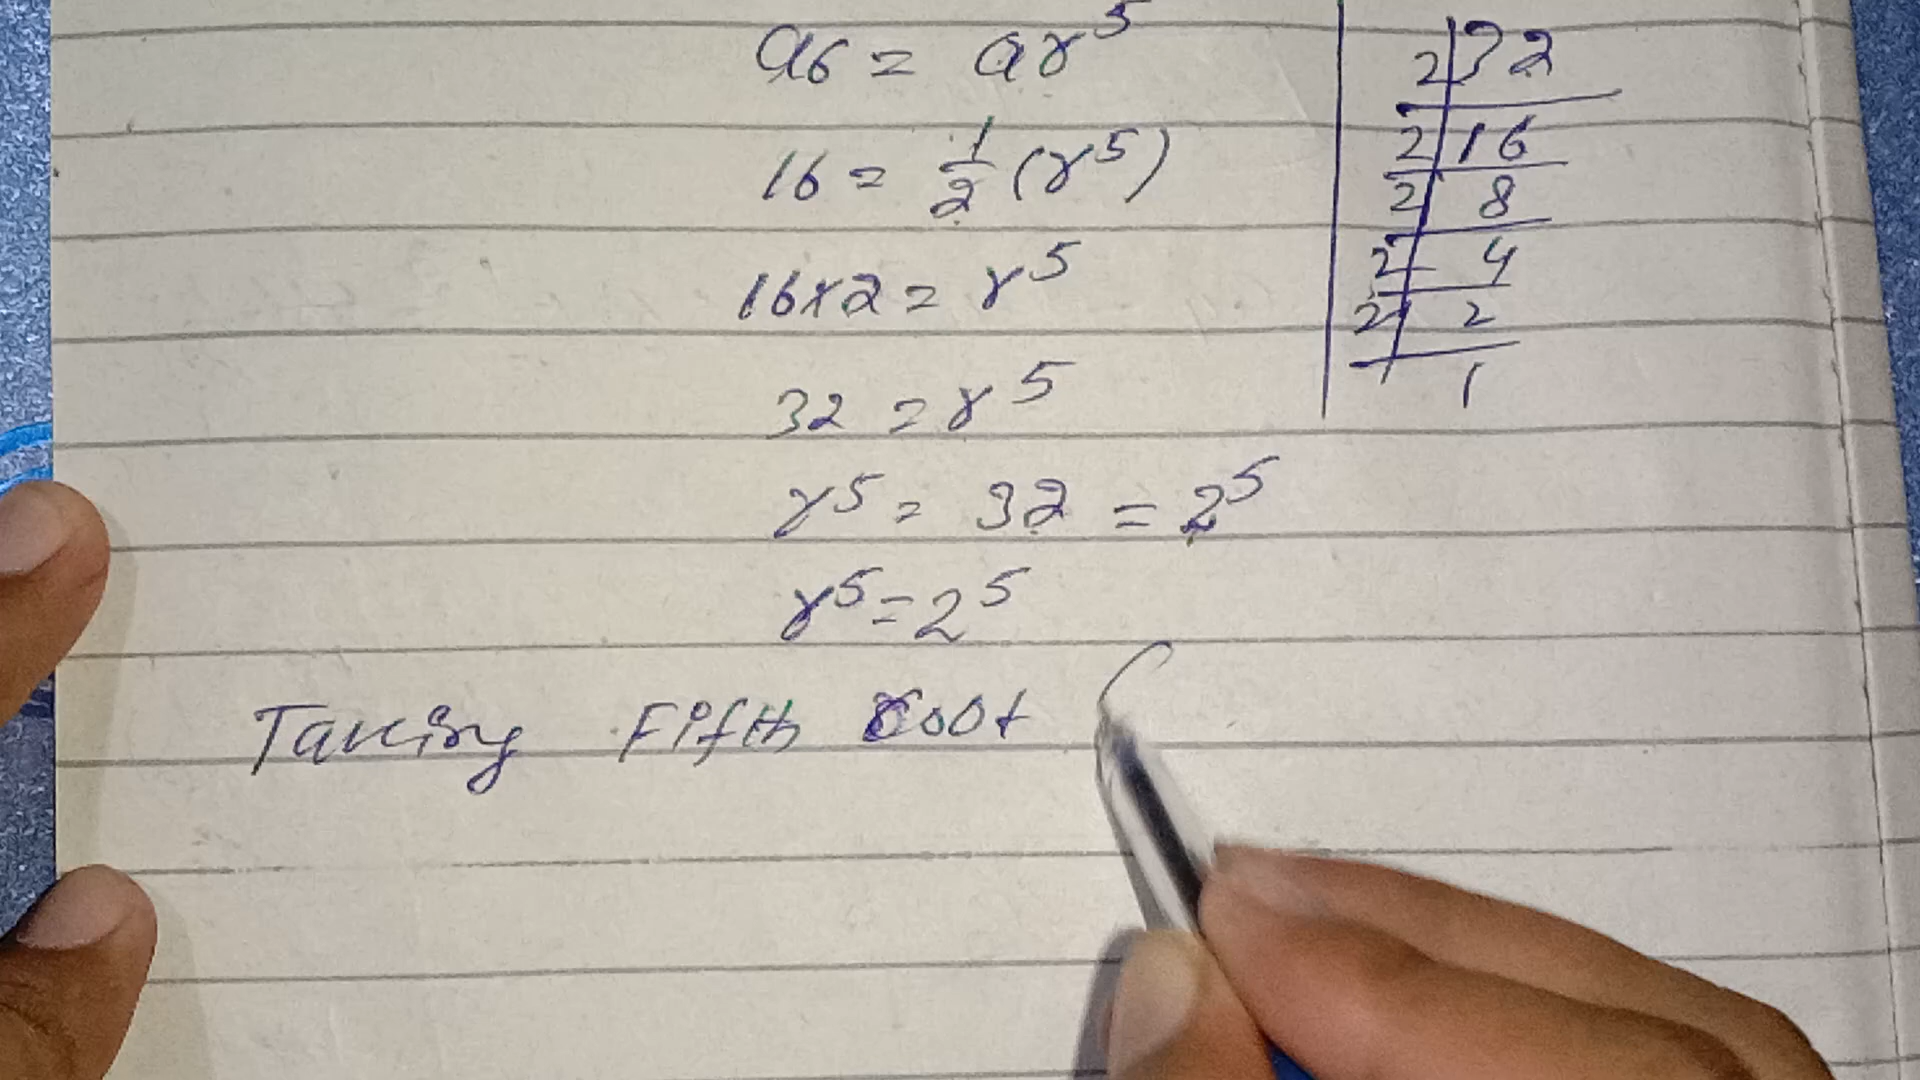 a6 = ar^5
16 = 1/2 (r^5)
16×2 = r^5
32 = r^5
r^5 = 32 = 2^5
r^5 = 2^5
Taking Fifth root
2|32
2|16
2|8
2|4
2|2
1